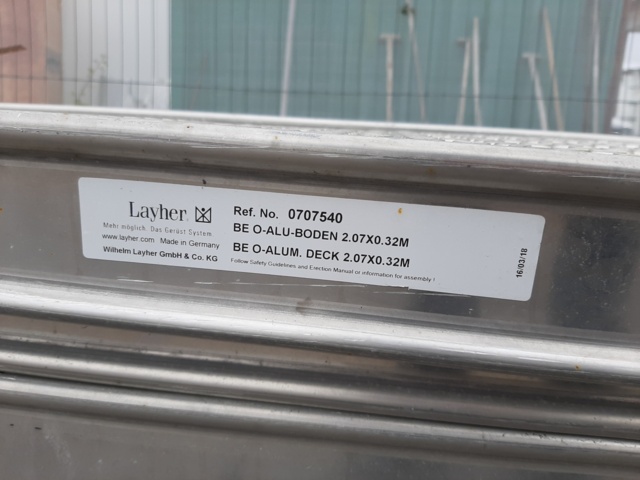 Layher.
Mehr möglich. Das Gerüst System.
www.layher.com Made in Germany
Wilhelm Layher GmbH & Co. KG
Ref. No. 0707540
BE O-ALU-BODEN 2.07X0.32M
BE O-ALUM. DECK 2.07X0.32M
Follow Safety Guidelines and Erection Manual or information for assembly !
16/03/18